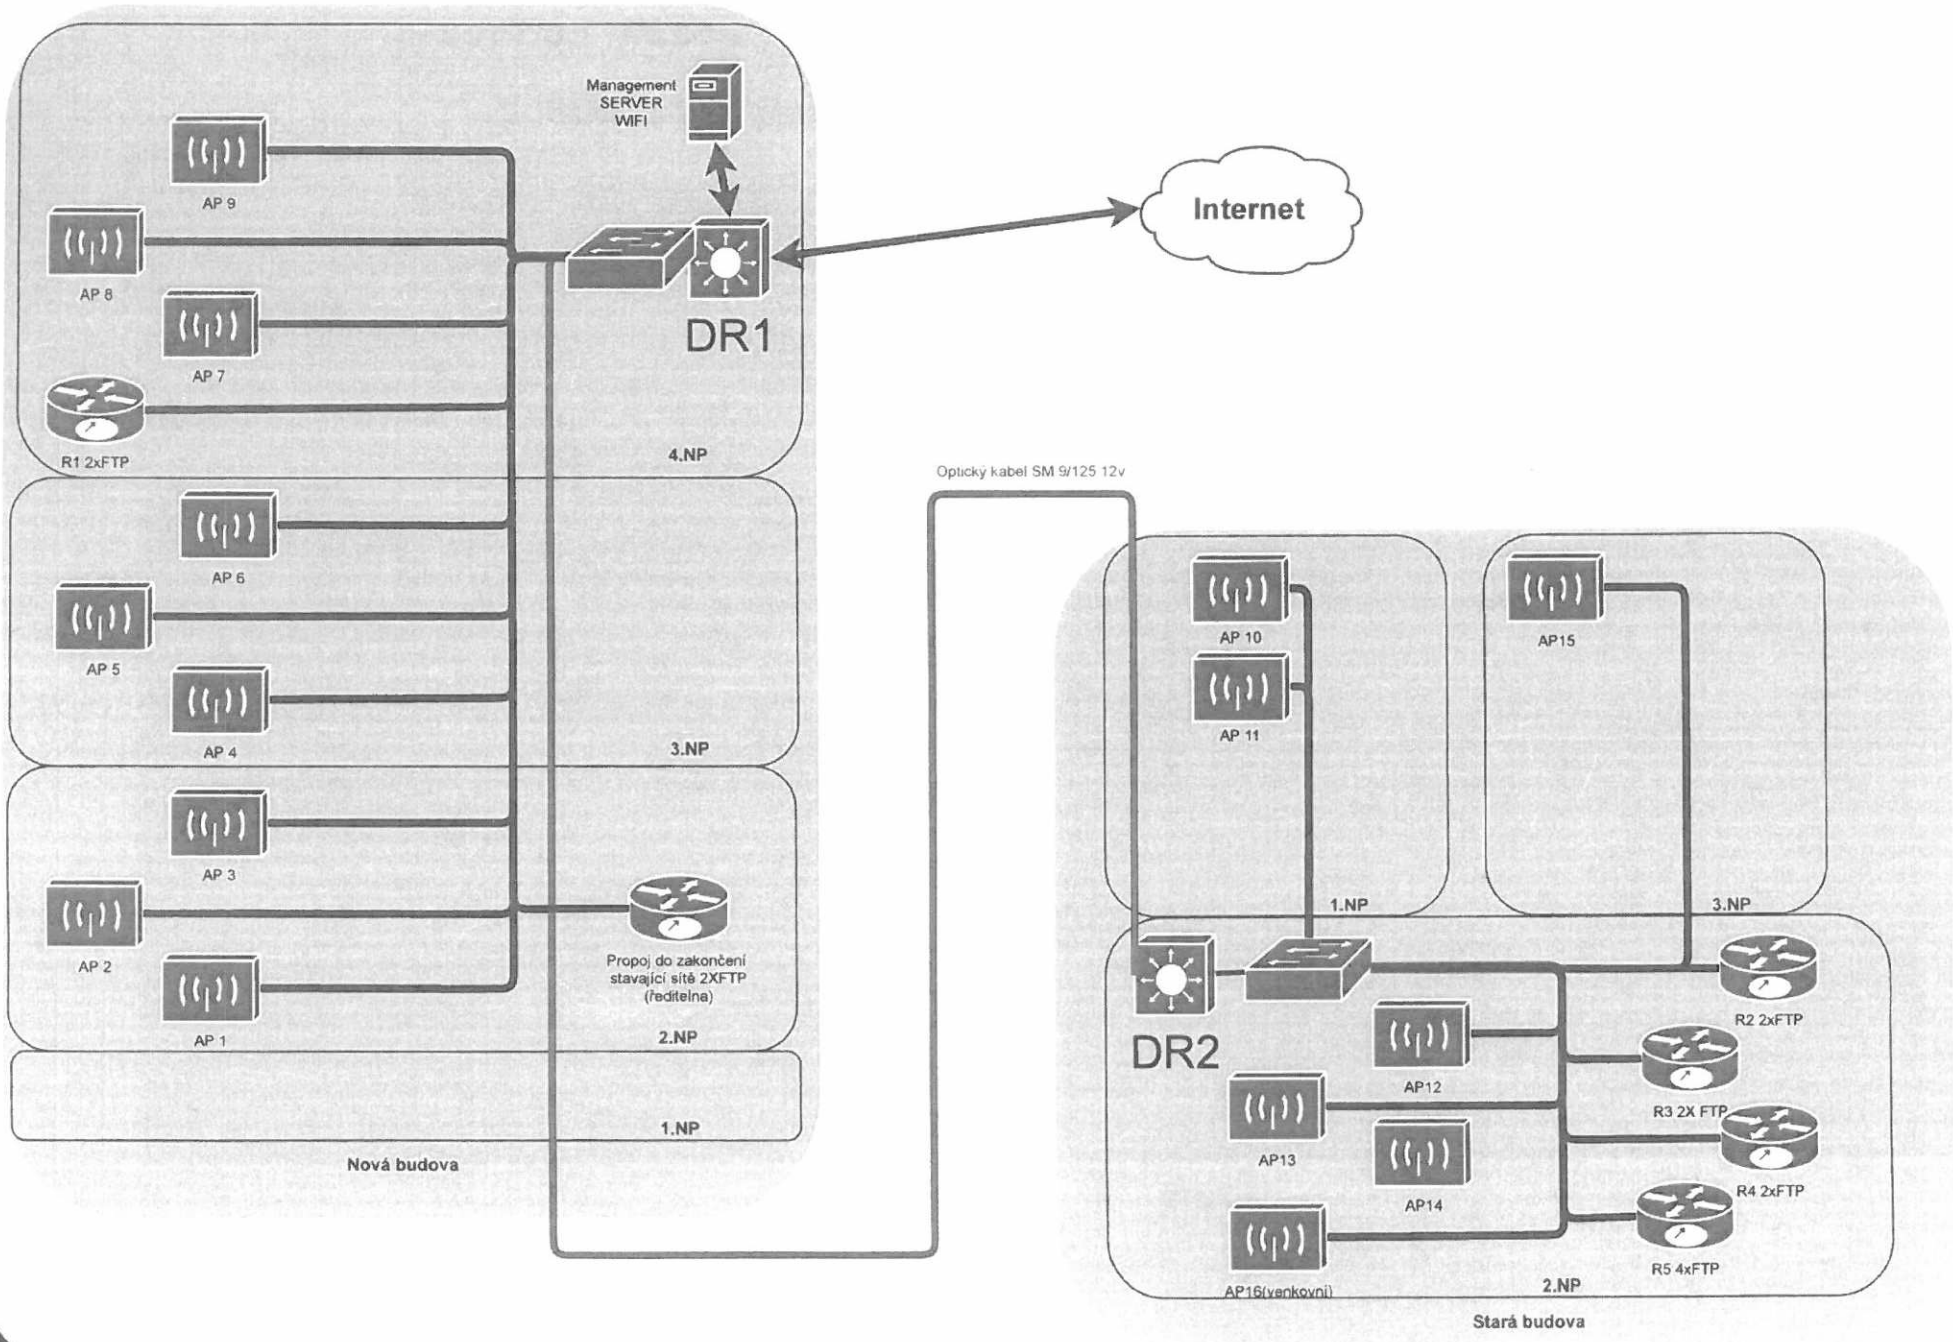 Management
SERVER
WIFI
AP 9
Internet
AP 8
DR1
AP 7
R1 2xFTP
4.NP
AP 6
AP 5
AP 4
3.NP
AP 3
AP 2
Propoj do zakončení
stavající sítě 2XFTP
(ředitelna)
AP 1
2.NP
1.NP
Nová budova
Optický kabel SM 9/125 12v
AP 10
AP15
AP 11
1.NP
3.NP
R2 2xFTP
DR2
AP12
R3 2X FTP
AP13
AP14
R4 2xFTP
R5 4xFTP
AP16(venkovni)
2.NP
Stará budova